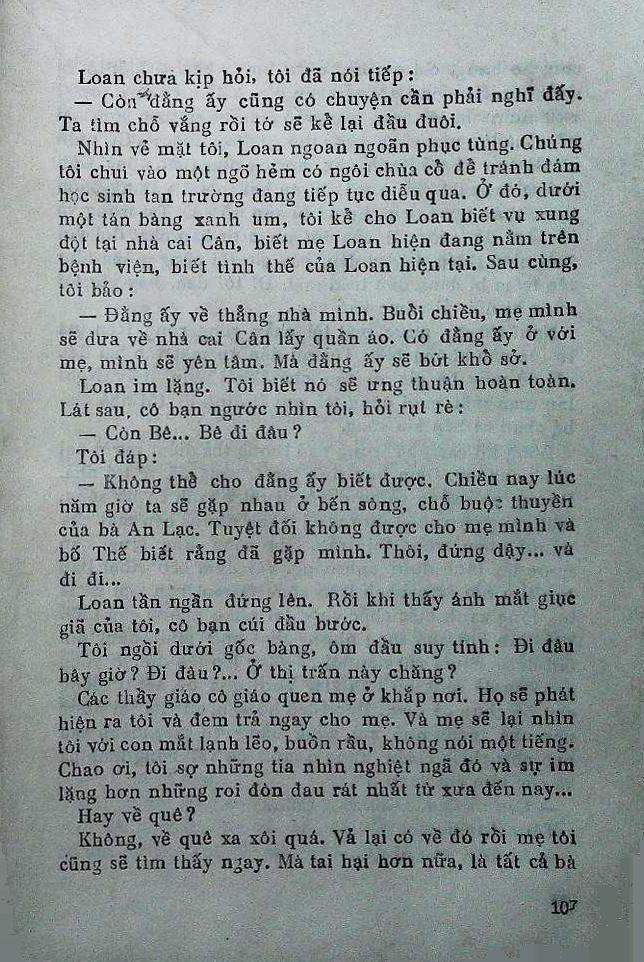 Loan chưa kịp hỏi, tôi đã nói tiếp:
— Còn đằng ấy cũng có chuyện cần phải nghĩ đấy.
Ta tìm chỗ vắng rồi tớ sẽ kể lại đầu đuôi.
Nhìn vẻ mặt tôi, Loan ngoan ngoãn phục tùng. Chúng
tôi chui vào một ngõ hẻm có ngôi chùa cổ để tránh đám
học sinh tan trường đang tiếp tục diễu qua. Ở đó, dưới
một tán bàng xanh um, tôi kể cho Loan biết vụ xung
đột tại nhà cai Cân, biết mẹ Loan hiện đang nằm trên
bệnh viện, biết tình thế của Loan hiện tại. Sau cùng,
tôi bảo:
— Đằng ấy về thẳng nhà mình. Buổi chiều, mẹ mình
sẽ đưa về nhà cai Cân lấy quần áo. Có đằng ấy ở với
mẹ, mình sẽ yên tâm. Mà đằng ấy sẽ bớt khổ sở.
Loan im lặng. Tôi biết nó sẽ ưng thuận hoàn toàn.
Lát sau, cô bạn ngước nhìn tôi, hỏi rụt rè:
— Còn Bê... Bê đi đâu?
Tôi đáp:
— Không thể cho đằng ấy biết được. Chiều nay lúc
năm giờ ta sẽ gặp nhau ở bến sông, chỗ buộc thuyền
của bà An Lạc. Tuyệt đối không được cho mẹ mình và
bố Thế biết rằng đã gặp mình. Thôi, đứng dậy... và
đi đi...
Loan tần ngần đứng lên. Rồi khi thấy ánh mắt giục
giã của tôi, cô bạn cúi đầu bước.
Tôi ngồi dưới gốc bàng, ôm đầu suy tính: Đi đâu
bây giờ? Đi đâu?... Ở thị trấn này chăng?
Các thầy giáo cô giáo quen mẹ ở khắp nơi. Họ sẽ phát
hiện ra tôi và đem trả ngay cho mẹ. Và mẹ sẽ lại nhìn
tôi với con mắt lạnh lẽo, buồn rầu, không nói một tiếng.
Chao ơi, tôi sợ những tia nhìn nghiệt ngã đó và sự im
lặng hơn những roi đòn đau rát nhất từ xưa đến nay...
Hay về quê?
Không, về quê xa xôi quá. Vả lại có về đó rồi mẹ tôi
cũng sẽ tìm thấy ngay. Mà tai hại hơn nữa, là tất cả bà
107